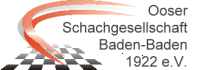 Ooser
Schachgesellschaft
Baden-Baden
1922 e.V.